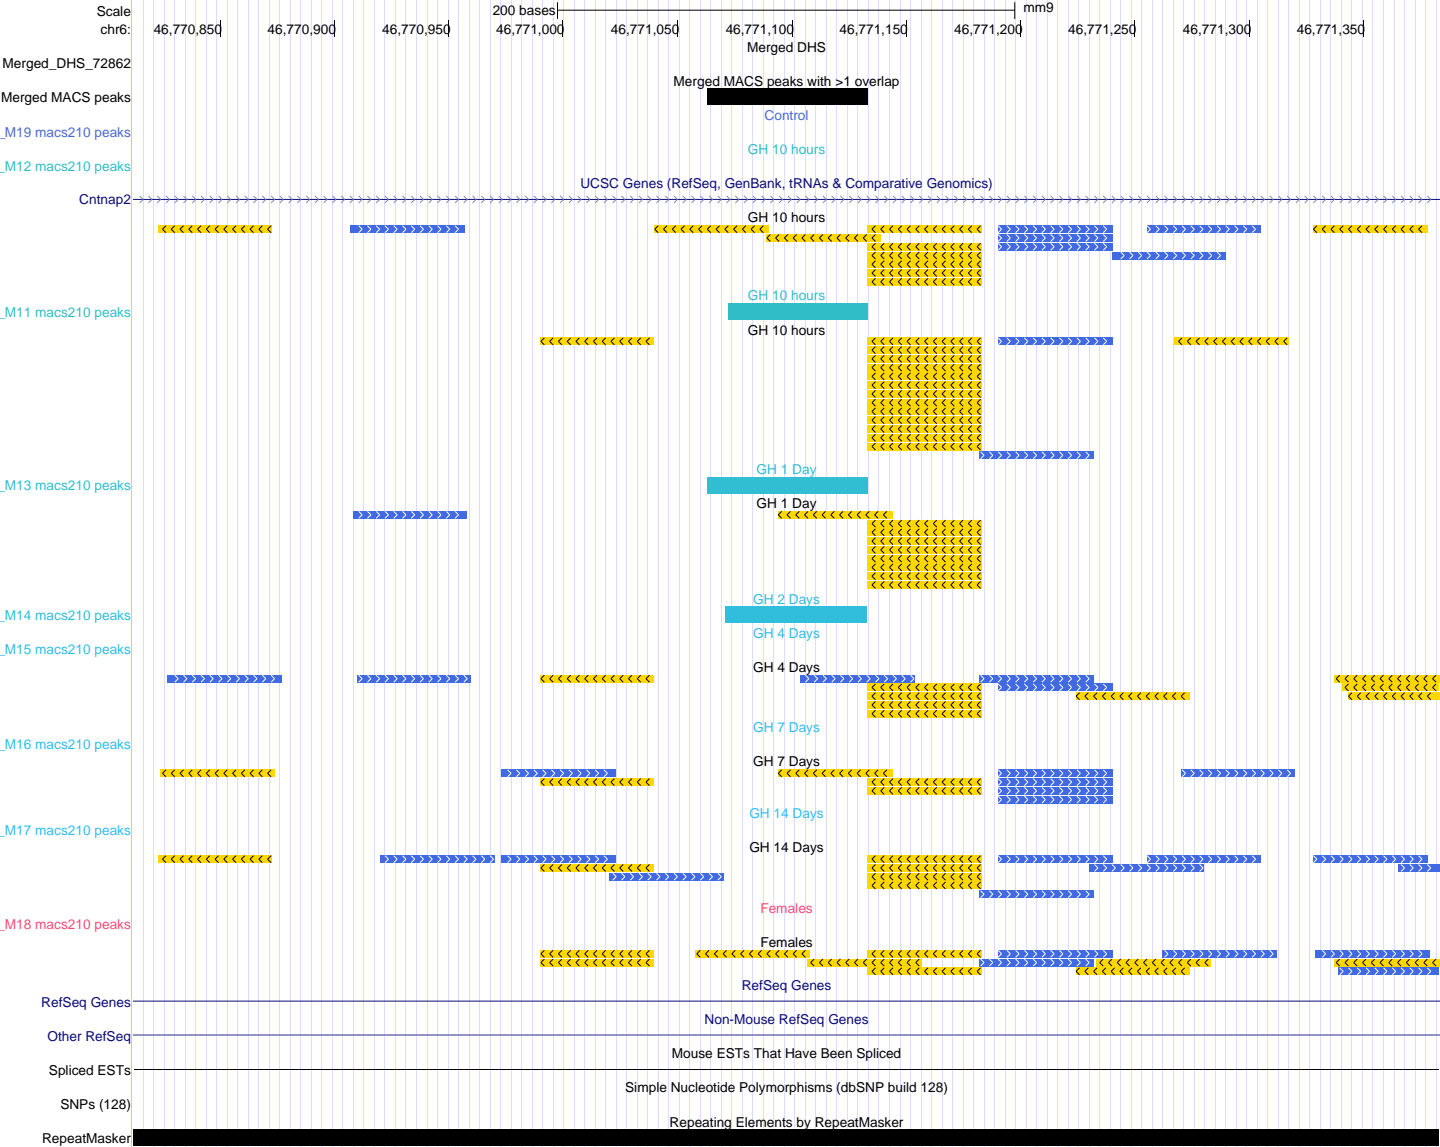 Scale 200 bases mm9
chr6: 46,770,850 46,770,900 46,770,950 46,771,000 46,771,050 46,771,100 46,771,150 46,771,200 46,771,250 46,771,300 46,771,350
Merged DHS
Merged_DHS_72862
Merged MACS peaks with >1 overlap
Merged MACS peaks
Control
_M19 macs210 peaks
GH 10 hours
_M12 macs210 peaks
UCSC Genes (RefSeq, GenBank, tRNAs & Comparative Genomics)
Cntnap2
GH 10 hours
GH 10 hours
_M11 macs210 peaks
GH 10 hours
GH 1 Day
_M13 macs210 peaks
GH 1 Day
GH 2 Days
_M14 macs210 peaks
GH 4 Days
_M15 macs210 peaks
GH 4 Days
GH 7 Days
_M16 macs210 peaks
GH 7 Days
GH 14 Days
_M17 macs210 peaks
GH 14 Days
Females
_M18 macs210 peaks
Females
RefSeq Genes
RefSeq Genes
Non-Mouse RefSeq Genes
Other RefSeq
Mouse ESTs That Have Been Spliced
Spliced ESTs
Simple Nucleotide Polymorphisms (dbSNP build 128)
SNPs (128)
Repeating Elements by RepeatMasker
RepeatMasker